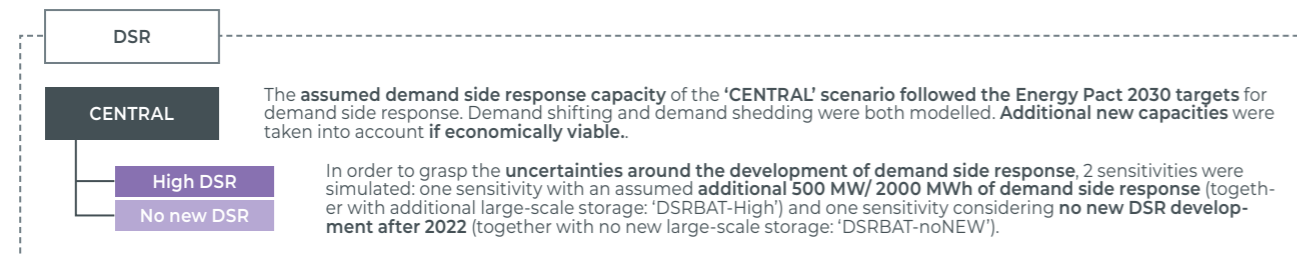 DSR
CENTRAL
The assumed demand side response capacity of the ‘CENTRAL’ scenario followed the Energy Pact 2030 targets for
demand side response. Demand shifting and demand shedding were both modelled. Additional new capacities were
taken into account if economically viable..
High DSR
No new DSR
In order to grasp the uncertainties around the development of demand side response, 2 sensitivities were
simulated: one sensitivity with an assumed additional 500 MW/ 2000 MWh of demand side response (togeth-
er with additional large-scale storage: ‘DSRBAT-High’) and one sensitivity considering no new DSR develop-
ment after 2022 (together with no new large-scale storage: ‘DSRBAT-noNEW’).